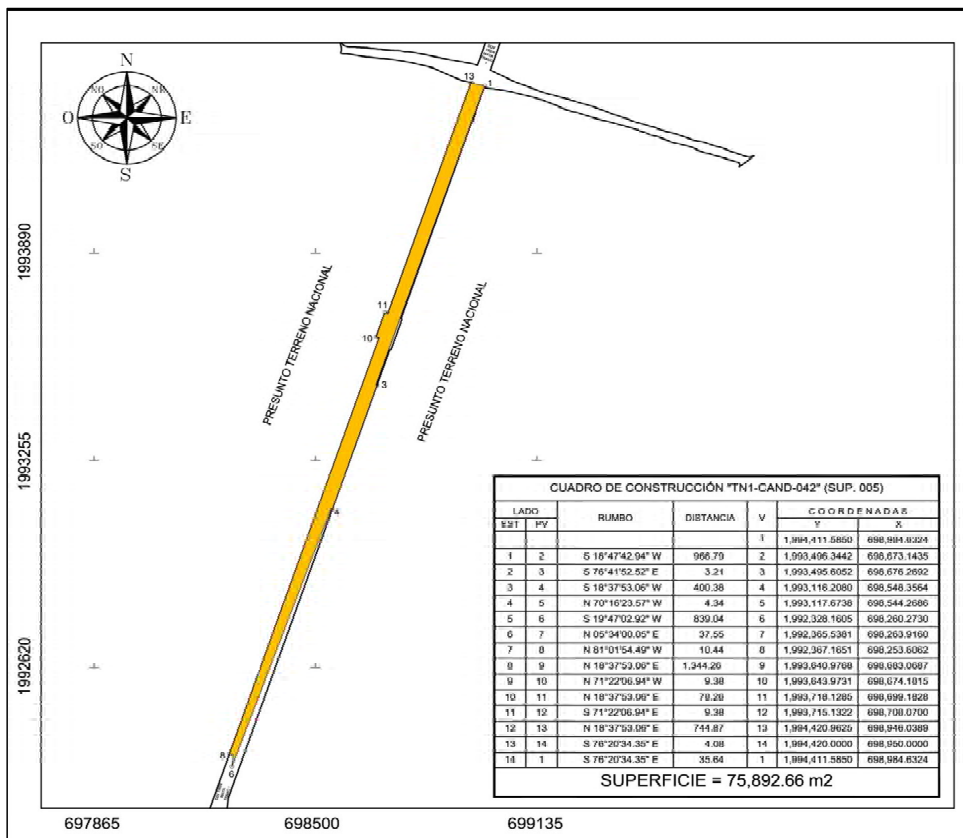 N
NO
NE
O
E
SO
SE
S
13
1
1993890
PRESUNTO TERRENO NACIONAL
11
10
3
PRESUNTO TERRENO NACIONAL
1993255
4
1992620
8
6
697865
698500
699135
CUADRO DE CONSTRUCCIÓN "TN1-CAND-042" (SUP. 005)
LADO RUMBO DISTANCIA V COORDENADAS
EST PV Y X
1 1,994,411.5850 698,984.6324
1 2 S 18°47'42.94" W 966.79 2 1,993,496.3442 698,673.1435
2 3 S 76°41'52.52" E 3.21 3 1,993,495.6052 698,676.2692
3 4 S 18°37'53.06" W 400.38 4 1,993,116.2080 698,548.3564
4 5 N 70°16'23.57" W 4.34 5 1,993,117.6738 698,544.2686
5 6 S 19°47'02.92" W 839.04 6 1,992,328.1605 698,260.2730
6 7 N 05°34'00.05" E 37.55 7 1,992,365.5381 698,263.9160
7 8 N 81°01'54.49" W 10.44 8 1,992,367.1651 698,253.6062
8 9 N 18°37'53.06" E 1,344.26 9 1,993,640.9768 698,683.0687
9 10 N 71°22'06.94" W 9.38 10 1,993,643.9731 698,674.1815
10 11 N 18°37'53.06" E 78.26 11 1,993,718.1285 698,699.1828
11 12 S 71°22'06.94" E 9.38 12 1,993,715.1322 698,708.0700
12 13 N 18°37'53.06" E 744.87 13 1,994,420.9625 698,946.0389
13 14 S 76°20'34.35" E 4.08 14 1,994,420.0000 698,950.0000
14 1 S 76°20'34.35" E 35.64 1 1,994,411.5850 698,984.6324
SUPERFICIE = 75,892.66 m2